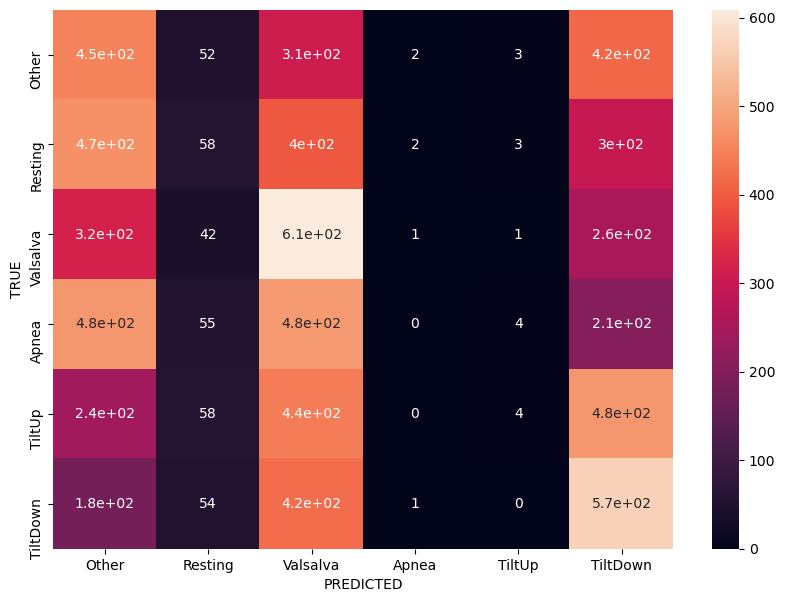 TRUE
Other 4.5e+02 52 3.1e+02 2 3 4.2e+02
Resting 4.7e+02 58 4e+02 2 3 3e+02
Valsalva 3.2e+02 42 6.1e+02 1 1 2.6e+02
Apnea 4.8e+02 55 4.8e+02 0 4 2.1e+02
TiltUp 2.4e+02 58 4.4e+02 0 4 4.8e+02
TiltDown 1.8e+02 54 4.2e+02 1 0 5.7e+02
Other Resting Valsalva Apnea TiltUp TiltDown
PREDICTED
600
500
400
300
200
100
0